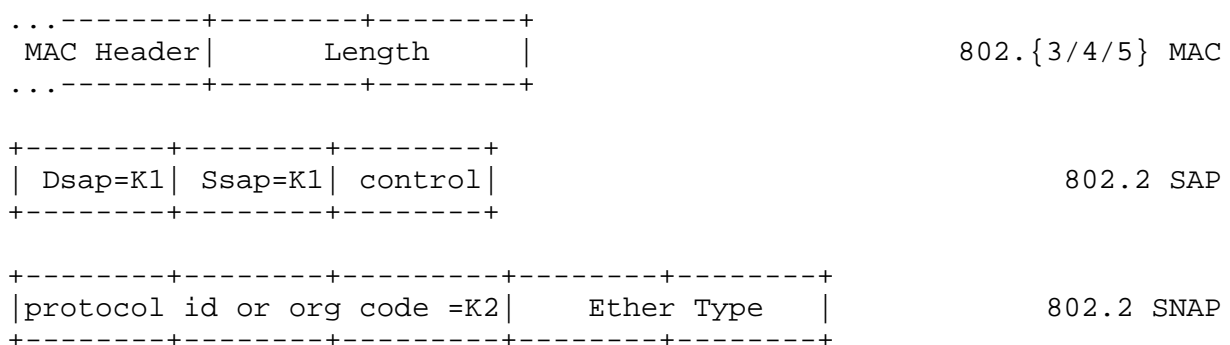 ...--------+--------+--------+
 MAC Header|      Length      |                         802.{3/4/5} MAC
...--------+--------+--------+

+--------+--------+--------+
| Dsap=K1| Ssap=K1| control|                                  802.2 SAP
+--------+--------+--------+

+--------+--------+---------+--------+--------+
|protocol id or org code =K2|    Ether Type   |            802.2 SNAP
+--------+--------+---------+--------+--------+